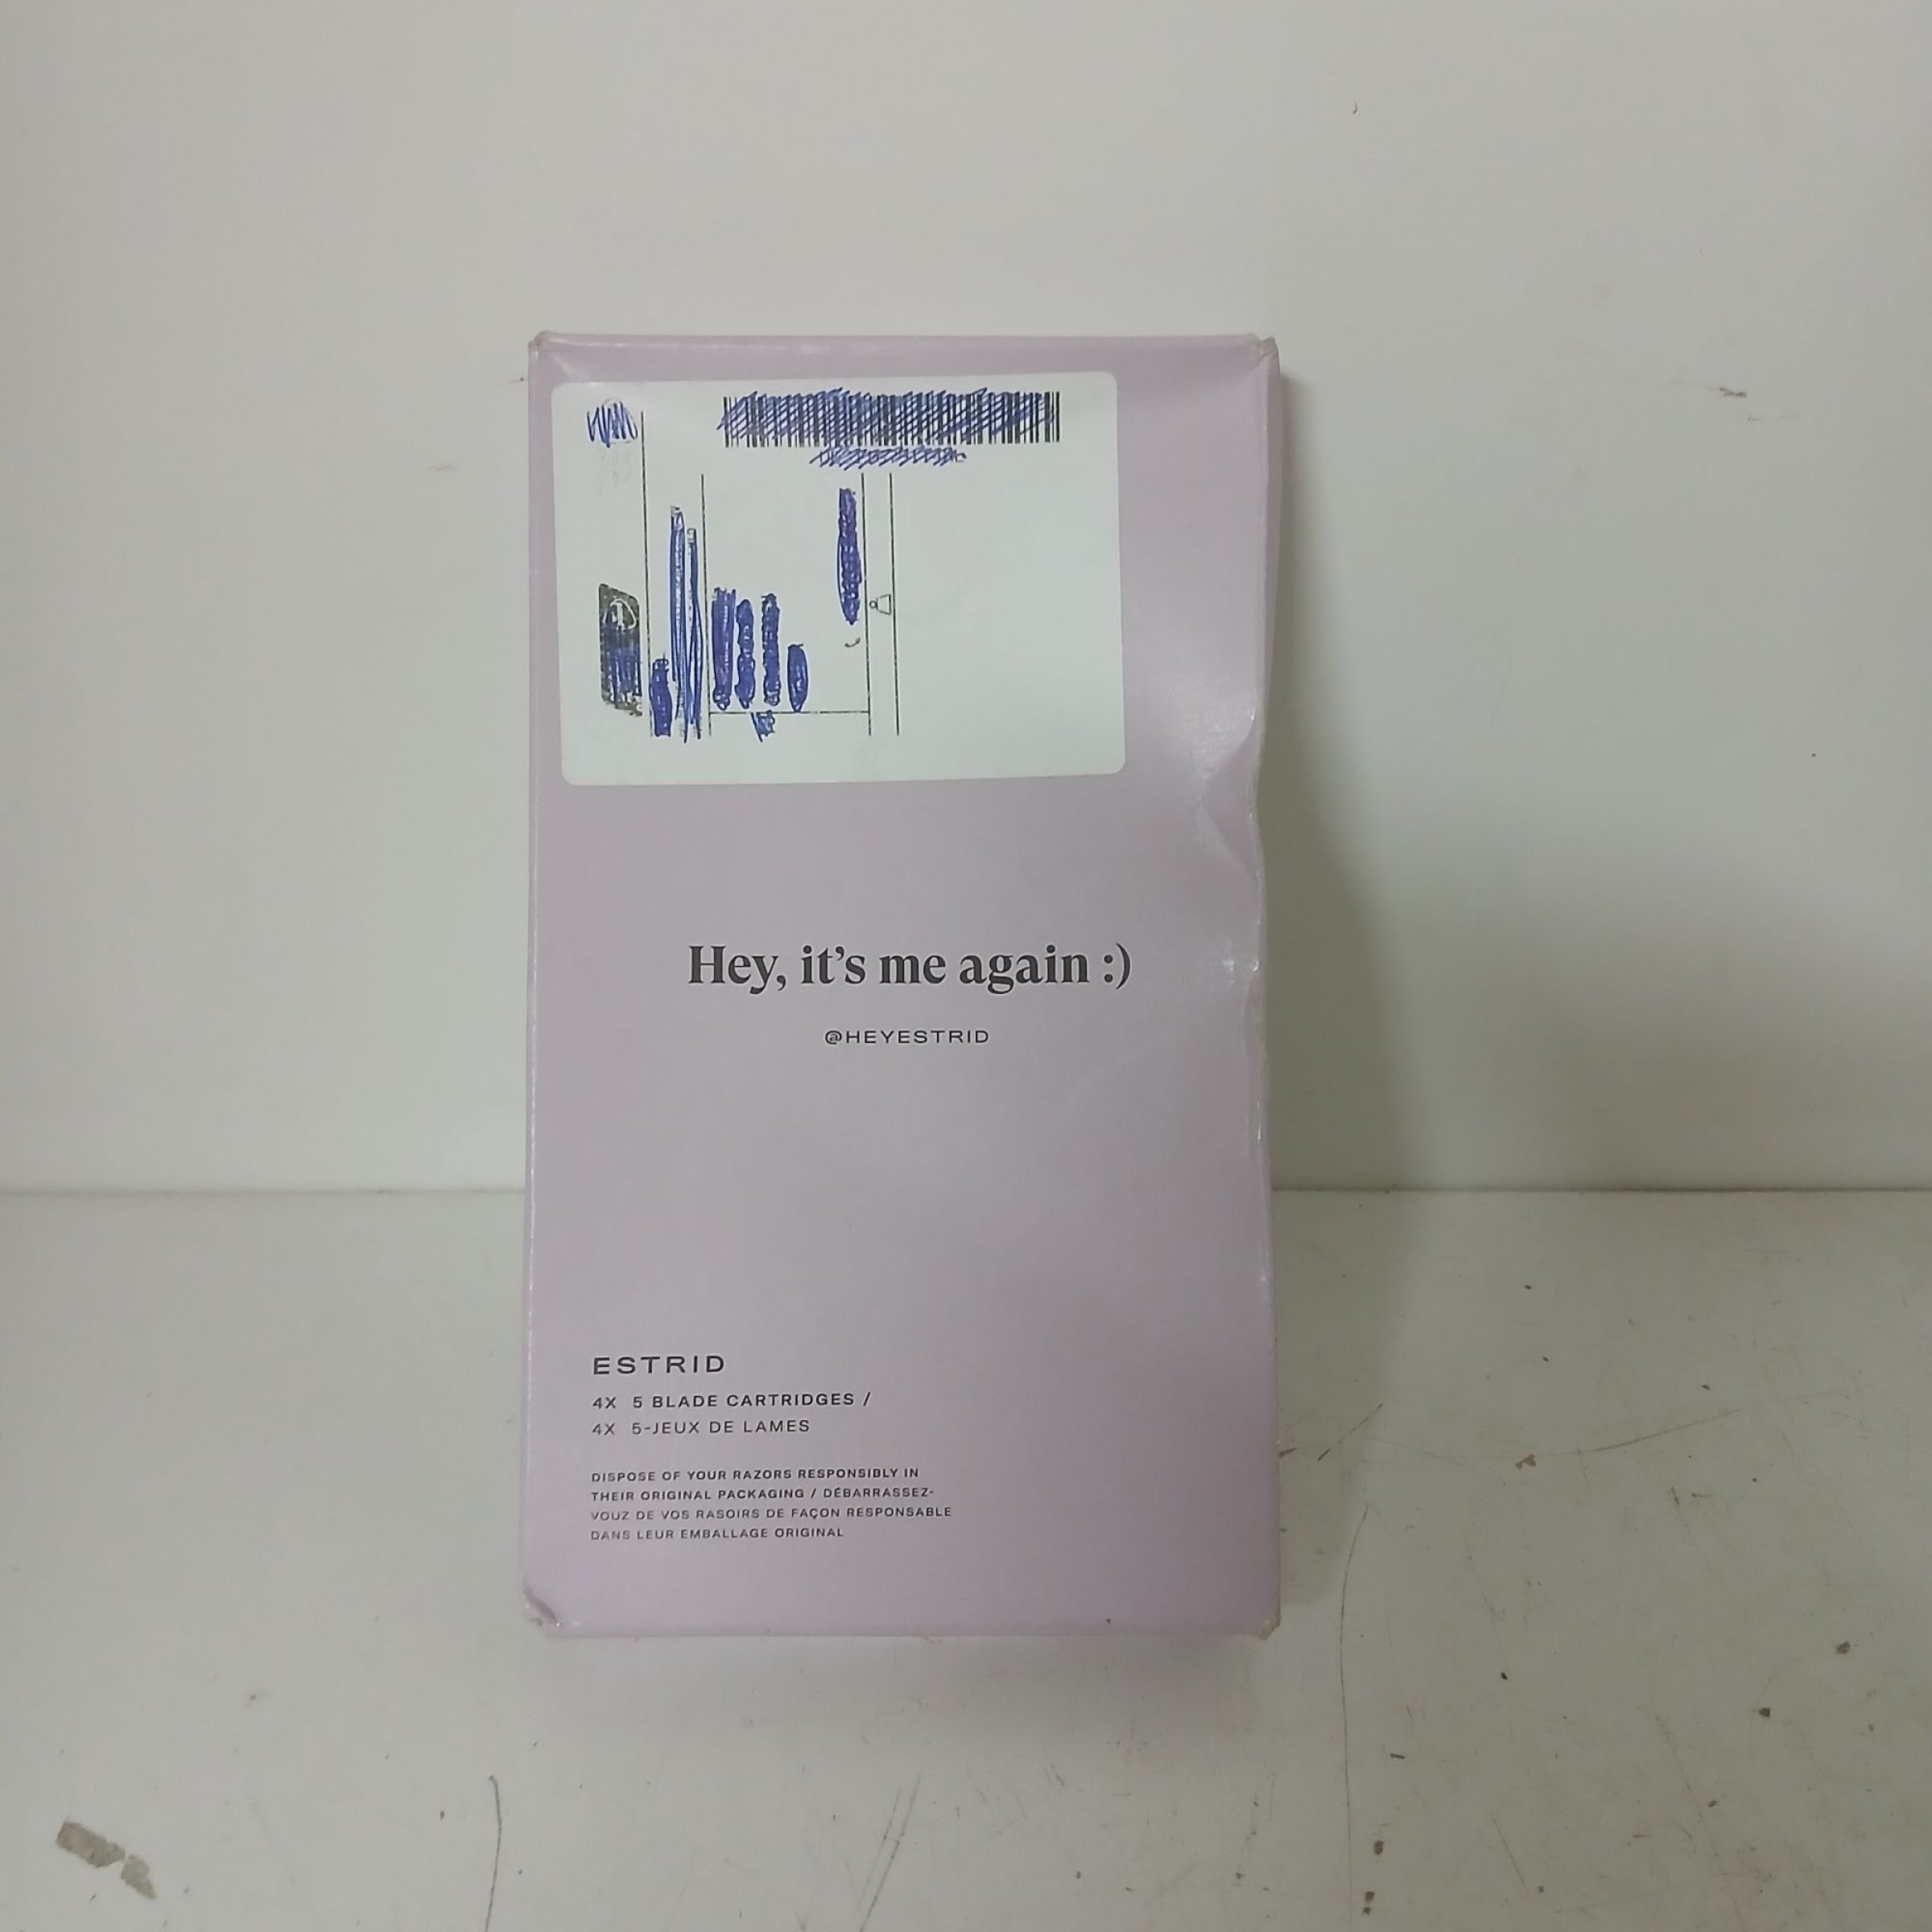 Hey, it's me again :)
@HEYESTRID
ESTRID
4X 5 BLADE CARTRIDGES /
4X 5-JEUX DE LAMES
DISPOSE OF YOUR RAZORS RESPONSIBLY IN
THEIR ORIGINAL PACKAGING / DÉBARRASSEZ-
VOUZ DE VOS RASOIRS DE FAÇON RESPONSABLE
DANS LEUR EMBALLAGE ORIGINAL